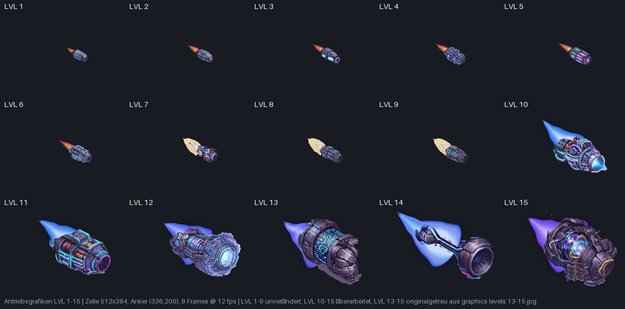 LVL 1 LVL 2 LVL 3 LVL 4 LVL 5
LVL 6 LVL 7 LVL 8 LVL 9 LVL 10
LVL 11 LVL 12 LVL 13 LVL 14 LVL 15
Antriebsgrafiken LVL 1-15 | Zelle 512x384, Anker (336,200), 8 Frames @ 12 fps | LVL 1-9 unver□ndert, LVL 10-15 □berarbeitet, LVL 13-15 originalgetreu aus graphics levels 13-15.jpg